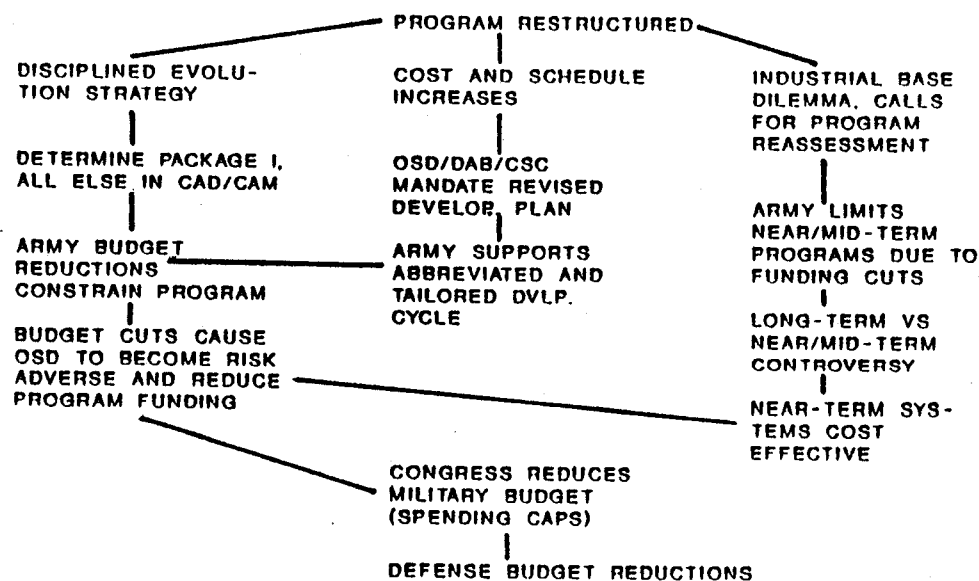 PROGRAM RESTRUCTURED
DISCIPLINED EVOLU-
TION STRATEGY
COST AND SCHEDULE
INCREASES
INDUSTRIAL BASE
DILEMMA, CALLS
FOR PROGRAM
REASSESSMENT
DETERMINE PACKAGE I,
ALL ELSE IN CAD/CAM
OSD/DAB/CSC
MANDATE REVISED
DEVELOP. PLAN
ARMY LIMITS
NEAR/MID-TERM
PROGRAMS DUE TO
FUNDING CUTS
ARMY BUDGET
REDUCTIONS
CONSTRAIN PROGRAM
ARMY SUPPORTS
ABBREVIATED AND
TAILORED DVLP.
CYCLE
LONG-TERM VS
NEAR/MID-TERM
CONTROVERSY
BUDGET CUTS CAUSE
OSD TO BECOME RISK
ADVERSE AND REDUCE
PROGRAM FUNDING
NEAR-TERM SYS-
TEMS COST
EFFECTIVE
CONGRESS REDUCES
MILITARY BUDGET
(SPENDING CAPS)
DEFENSE BUDGET REDUCTIONS